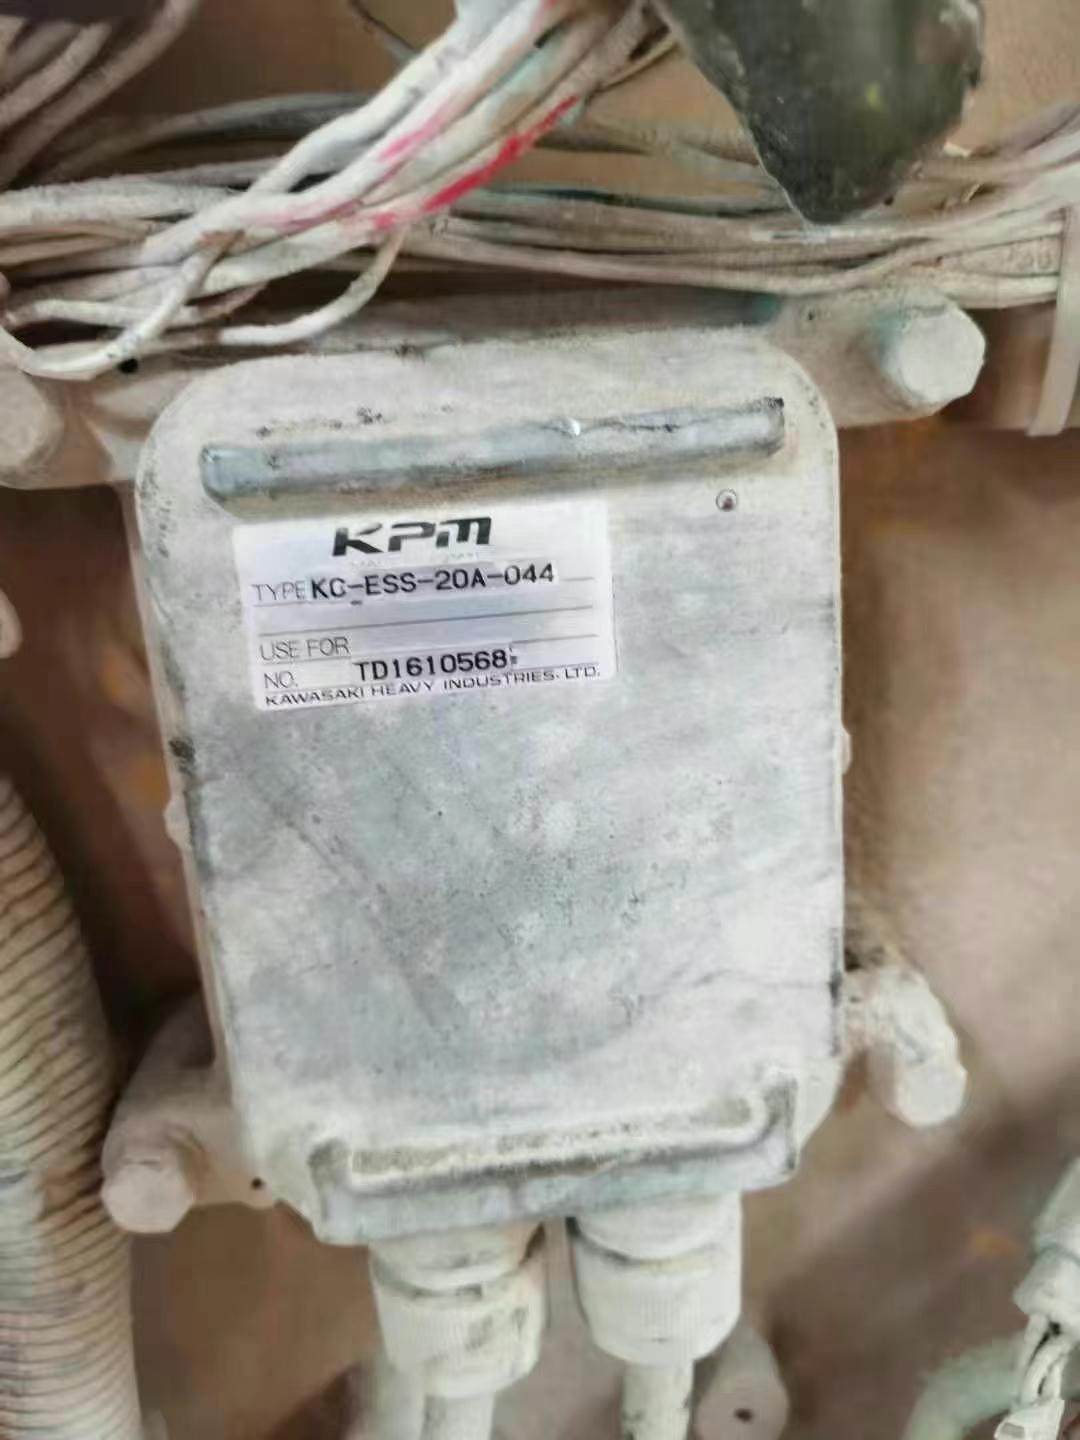 KPM
TYPE KC-ESS-20A-044
USE FOR
NO. TD1610568
KAWASAKI HEAVY INDUSTRIES. LTD.